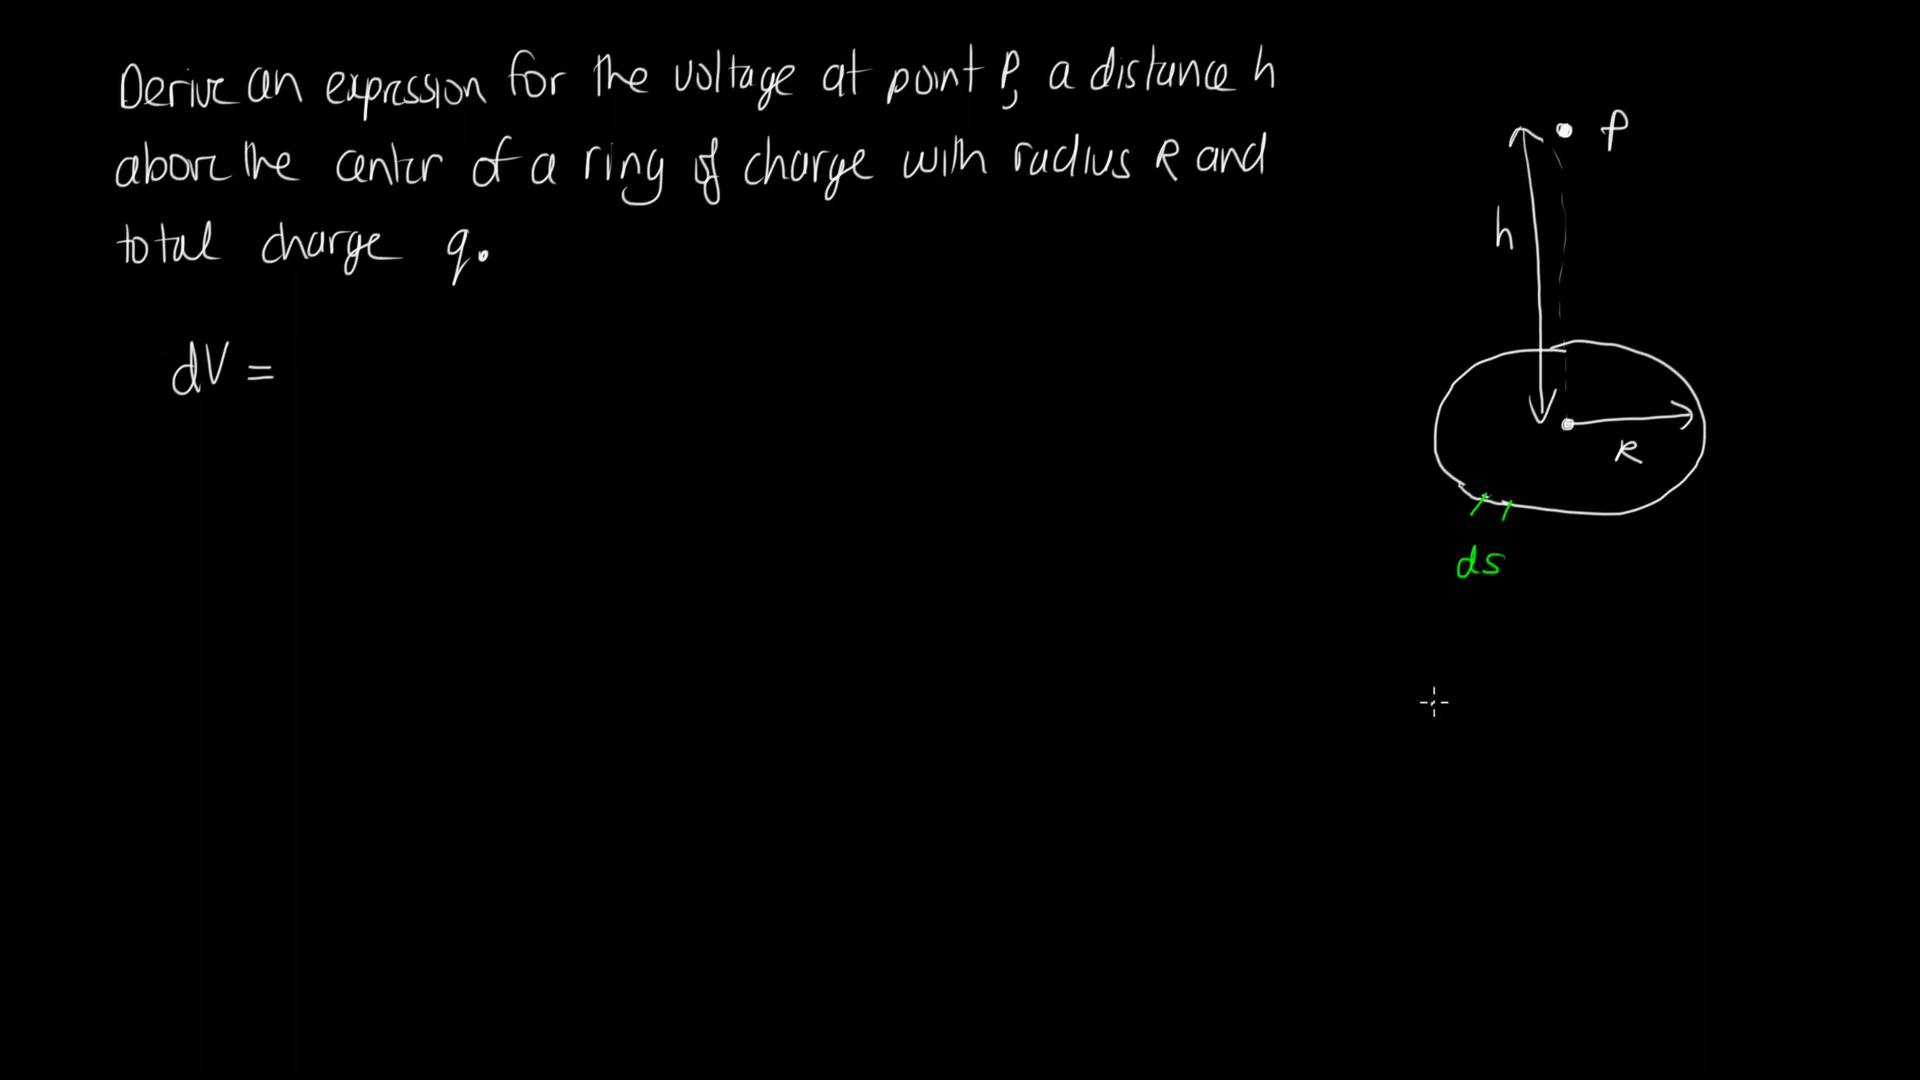 Derive an expression for the voltage at point P, a distance h
above the center of a ring of charge with radius R and
total charge q.
dV =
P
h
R
ds